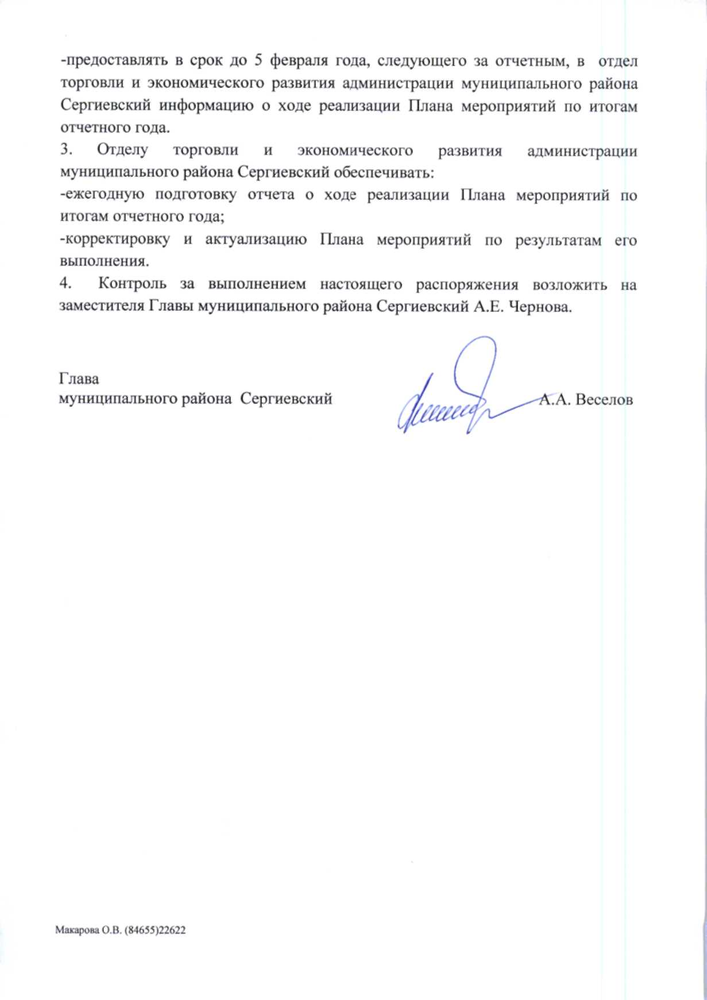 -предоставлять в срок до 5 февраля года, следующего за отчетным, в отдел
торговли и экономического развития администрации муниципального района
Сергиевский информацию о ходе реализации Плана мероприятий по итогам
отчетного года.
3. Отделу торговли и экономического развития администрации
муниципального района Сергиевский обеспечивать:
-ежегодную подготовку отчета о ходе реализации Плана мероприятий по
итогам отчетного года;
-корректировку и актуализацию Плана мероприятий по результатам его
выполнения.
4. Контроль за выполнением настоящего распоряжения возложить на
заместителя Главы муниципального района Сергиевский А.Е. Чернова.
Глава
муниципального района Сергиевский А.А. Веселов
Макарова О.В. (84655)22622